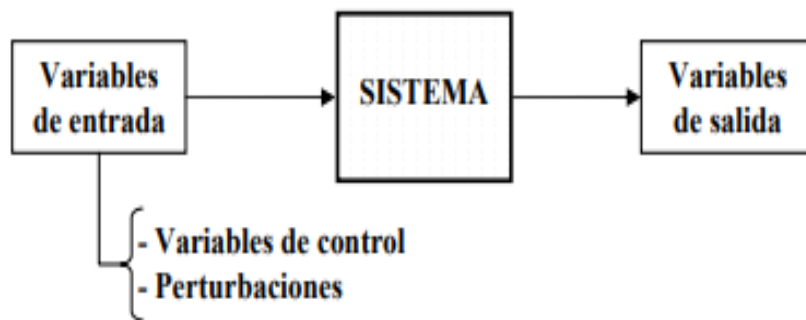 Variables
de entrada
SISTEMA
Variables
de salida
- Variables de control
- Perturbaciones